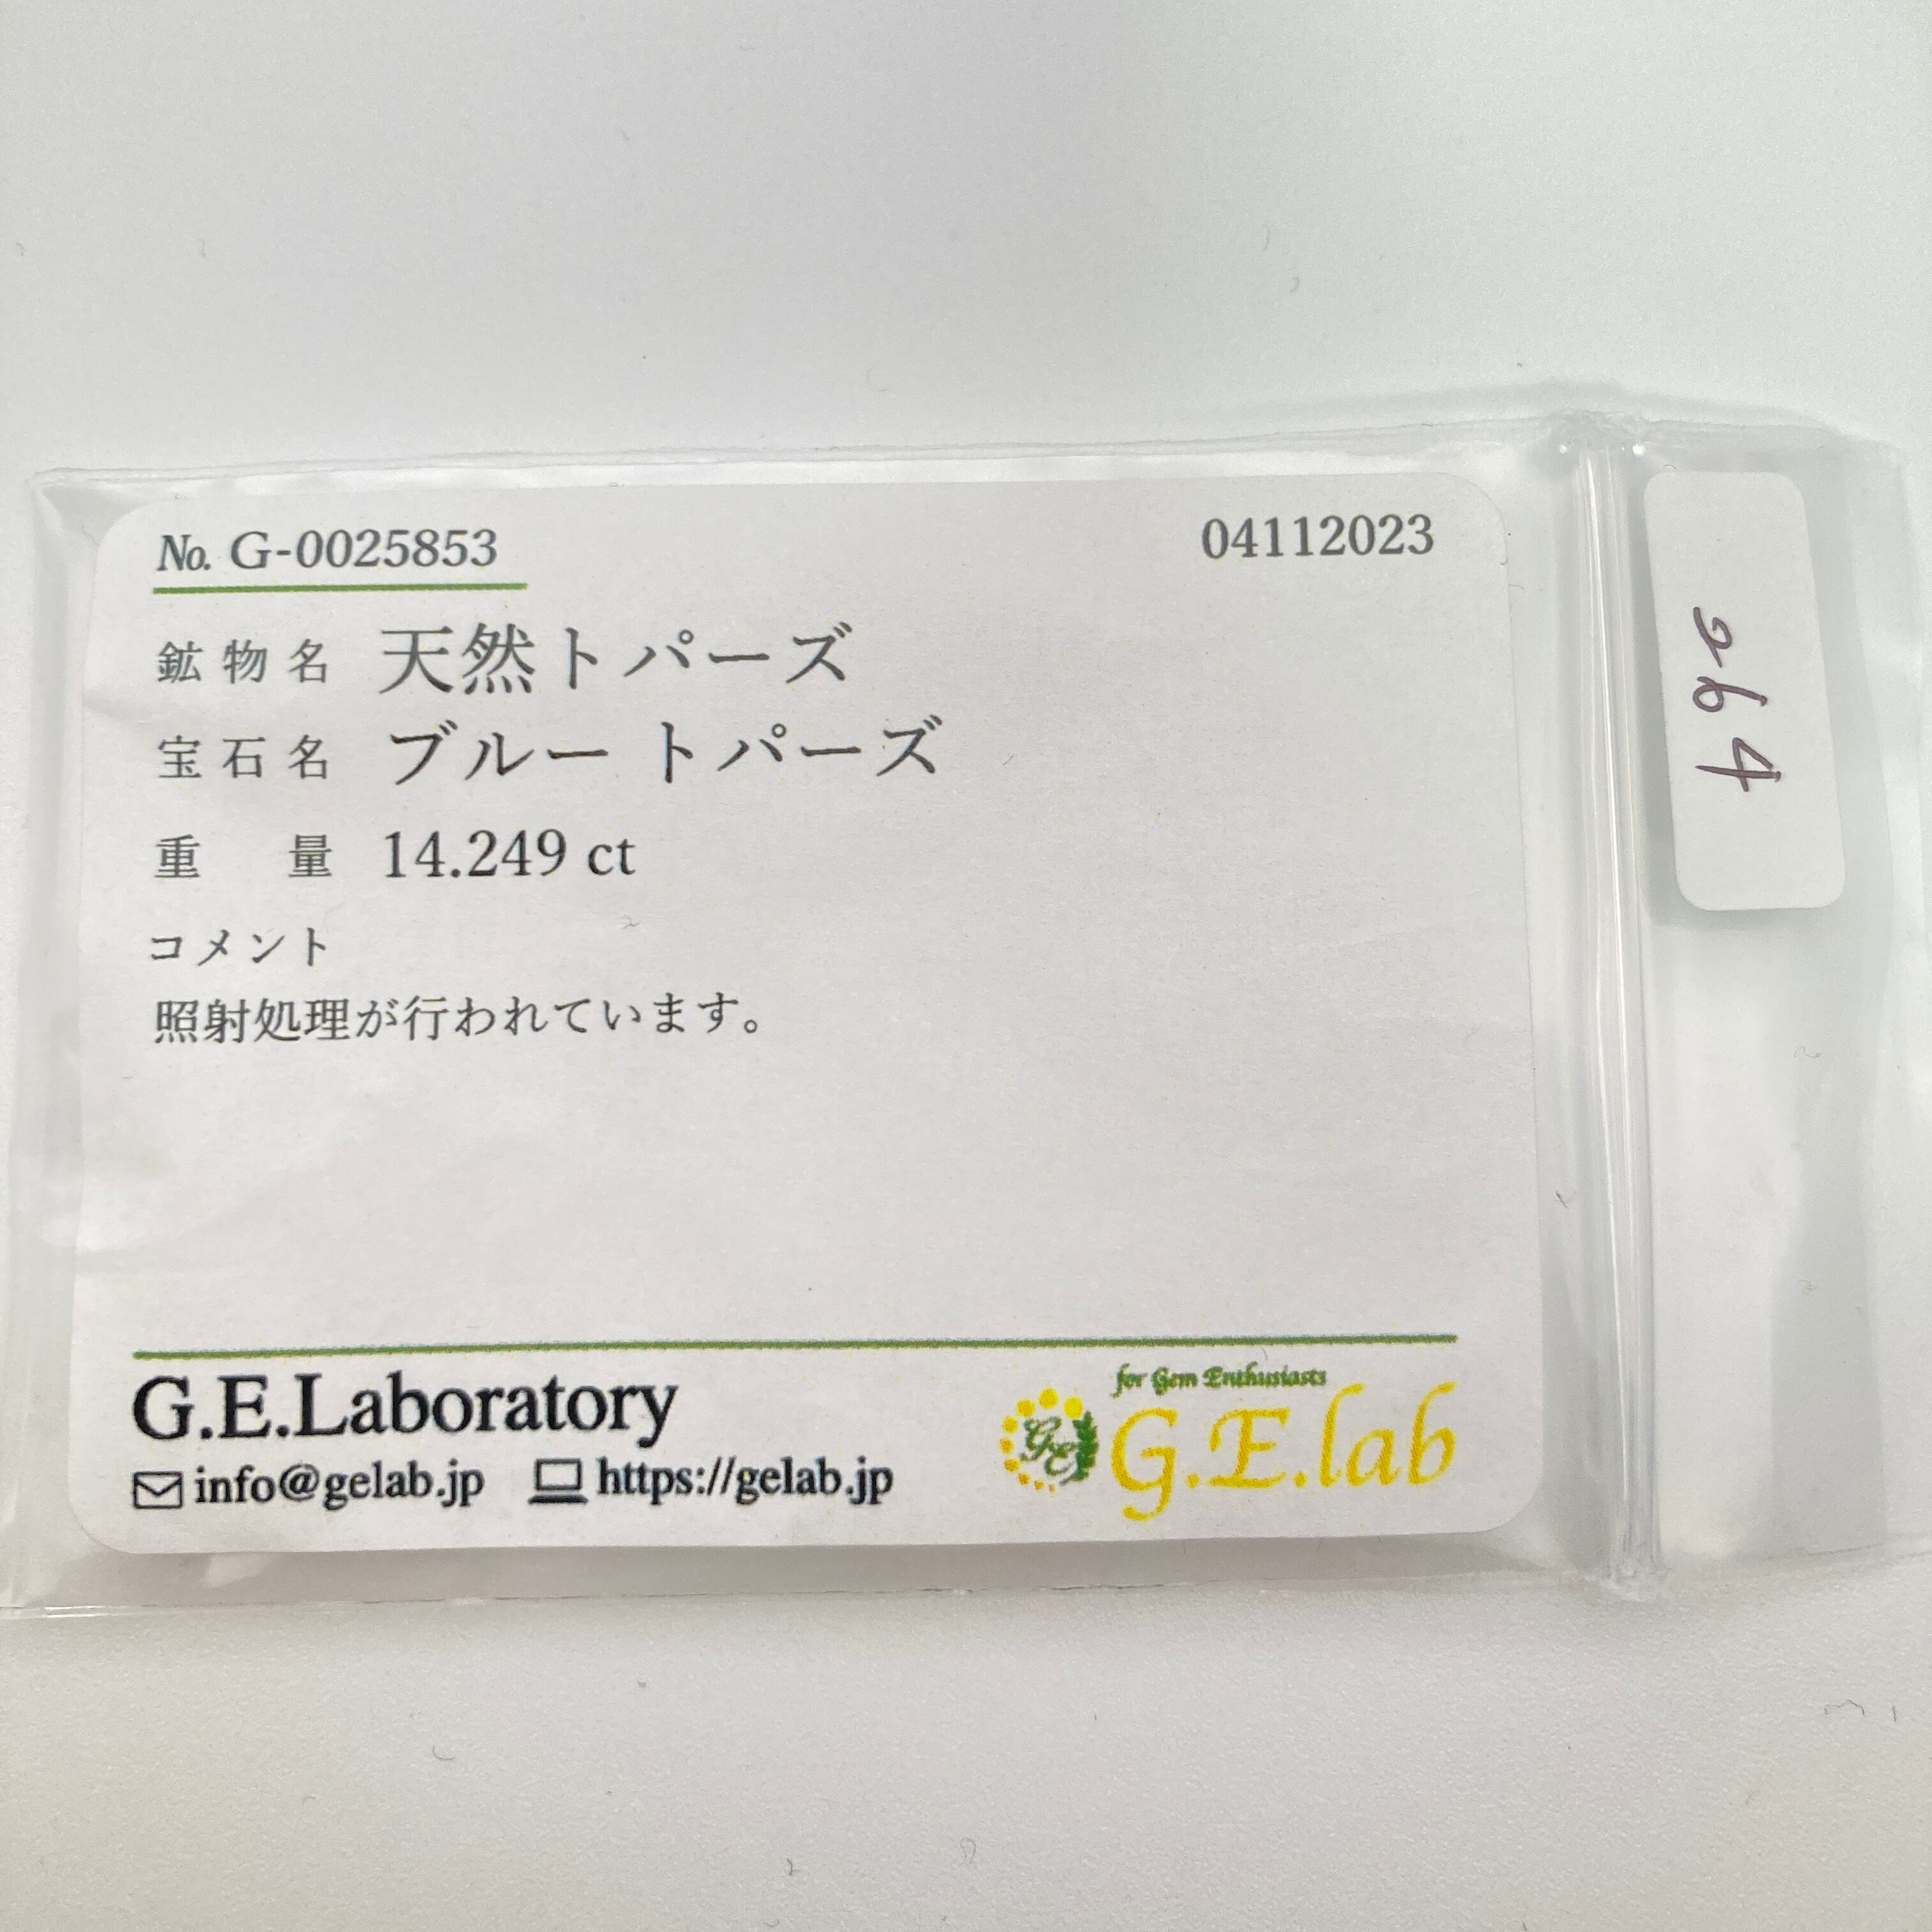 No. G-0025853 04112023
鉱物名 天然トパーズ
宝石名 ブルー トパーズ
重量 14.249 ct
コメント
照射処理が行われています。
G.E.Laboratory
info@gelab.jp https://gelab.jp
for Gem Enthusiasts
GE G.E.lab
264